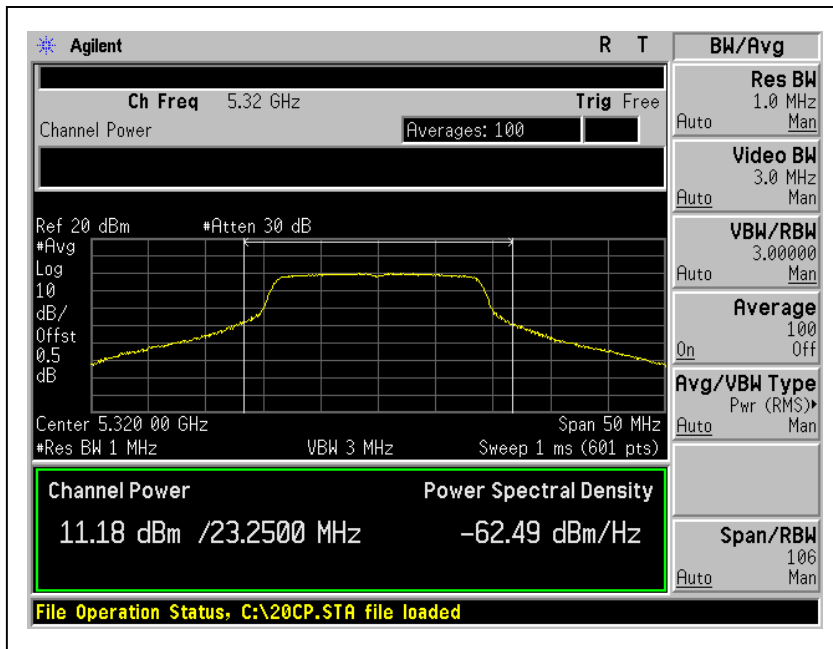 Agilent R T BW/Avg
Ch Freq 5.32 GHz Trig Free
Channel Power Averages: 100
Ref 20 dBm #Atten 30 dB
#Avg
Log
10
dB/
Offst
0.5
dB
Center 5.320 00 GHz Span 50 MHz
#Res BW 1 MHz VBW 3 MHz Sweep 1 ms (601 pts)
Channel Power Power Spectral Density
11.18 dBm /23.2500 MHz -62.49 dBm/Hz
File Operation Status, C:\20CP.STA file loaded
Res BW
1.0 MHz
Auto Man
Video BW
3.0 MHz
Auto Man
VBW/RBW
3.00000
Auto Man
Average
100
On Off
Avg/VBW Type
Pwr (RMS)
Auto Man
Span/RBW
106
Auto Man